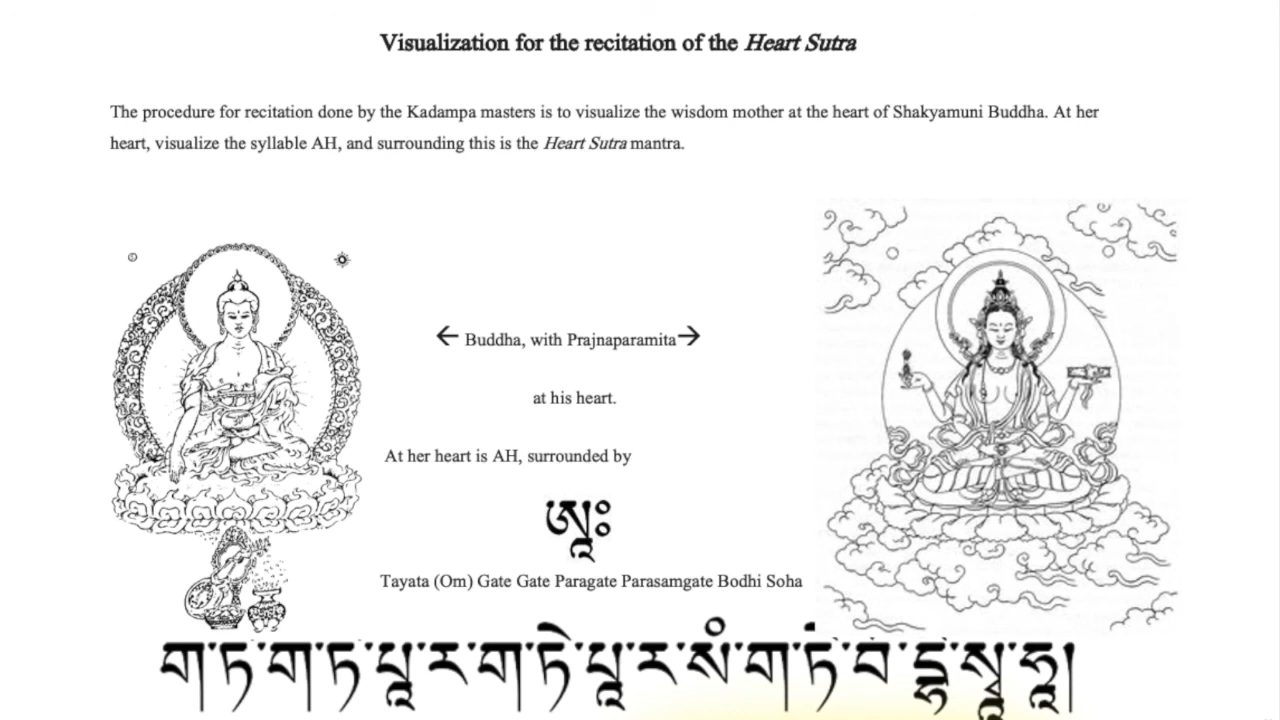 Visualization for the recitation of the Heart Sutra
The procedure for recitation done by the Kadampa masters is to visualize the wisdom mother at the heart of Shakyamuni Buddha. At her
heart, visualize the syllable AH, and surrounding this is the Heart Sutra mantra.
← Buddha, with Prajnaparamita→
at his heart.
At her heart is AH, surrounded by
ཨཱཿ
Tayata (Om) Gate Gate Paragate Parasamgate Bodhi Soha
ག་ཏ་ག་ཏ་པཱ་ར་ག་ཏེ་པཱ་ར་སཾ་ག་ཏ་བ་དྡྷ་སྭཱ་ཧཱ།